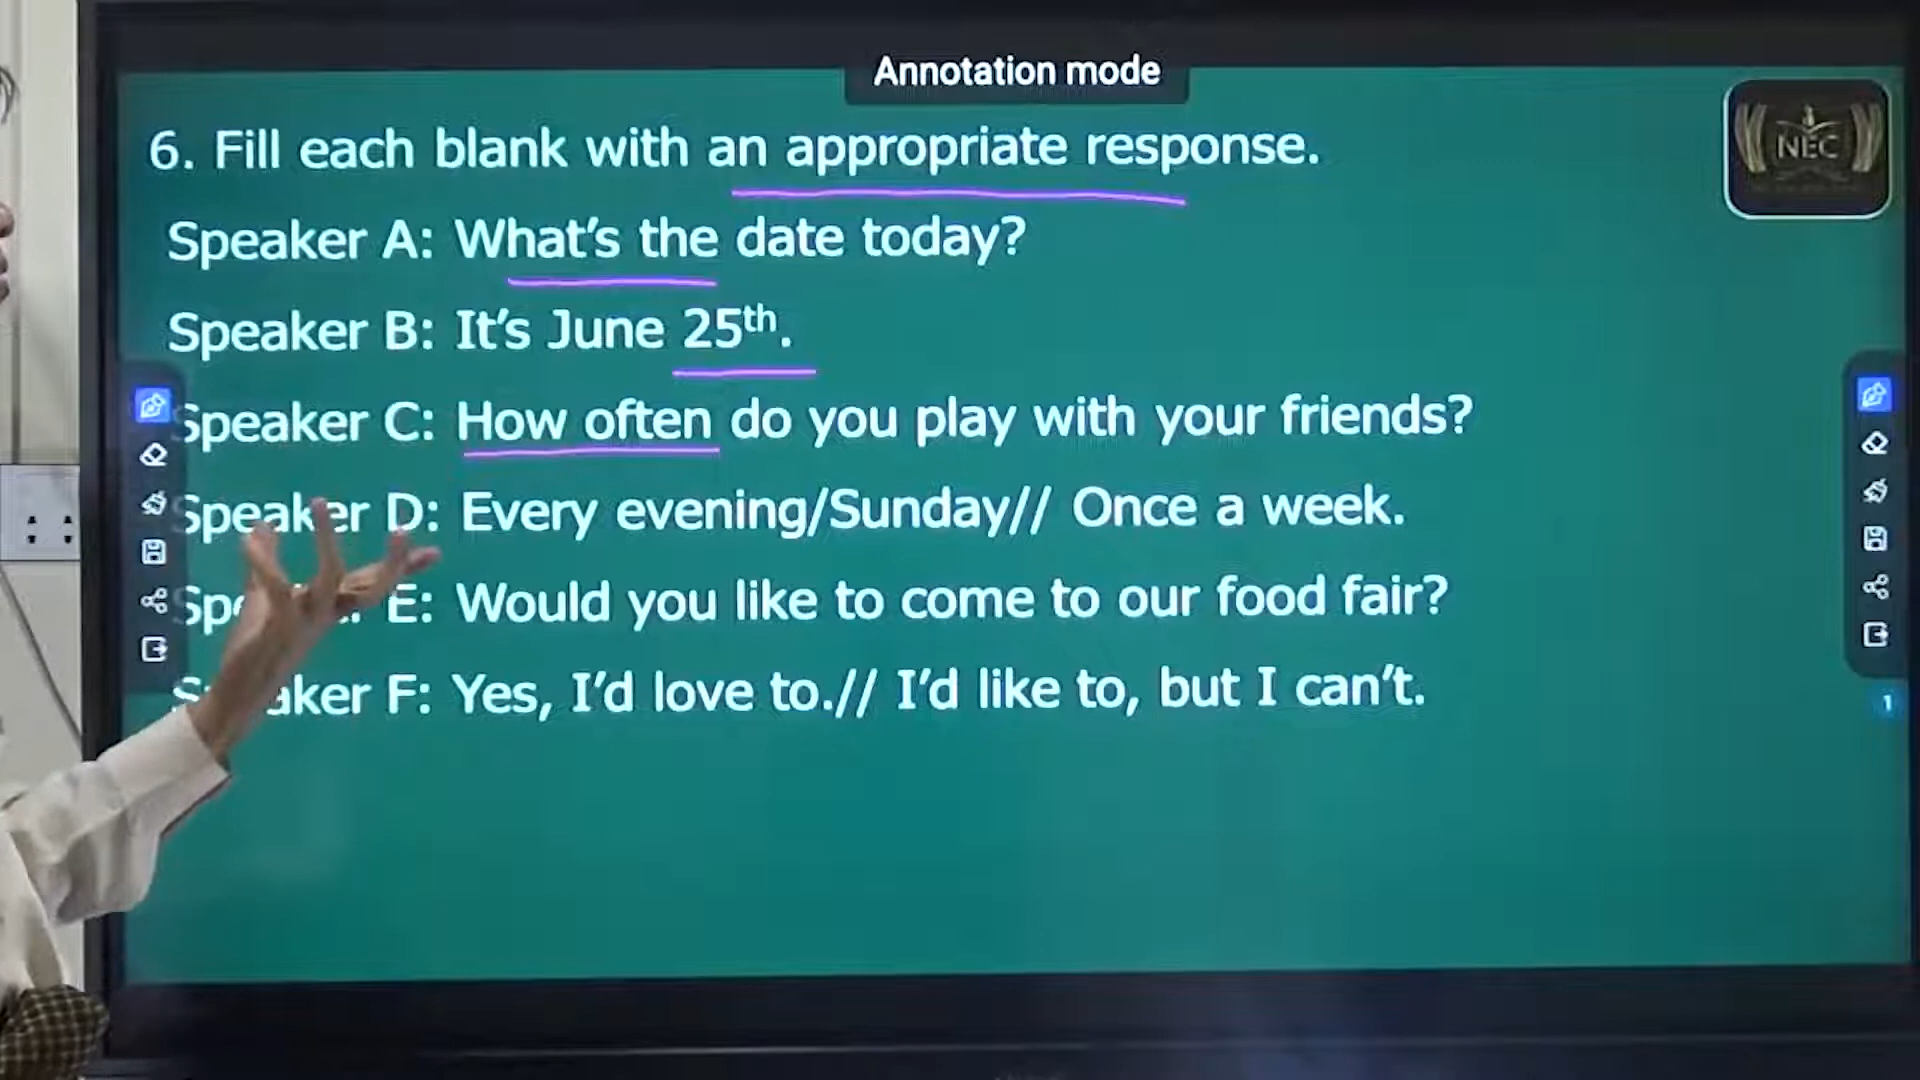 Annotation mode
NEC
6. Fill each blank with an appropriate response.
Speaker A: What’s the date today?
Speaker B: It’s June 25th.
Speaker C: How often do you play with your friends?
Speaker D: Every evening/Sunday// Once a week.
E: Would you like to come to our food fair?
Speaker F: Yes, I’d love to.// I’d like to, but I can’t.
1